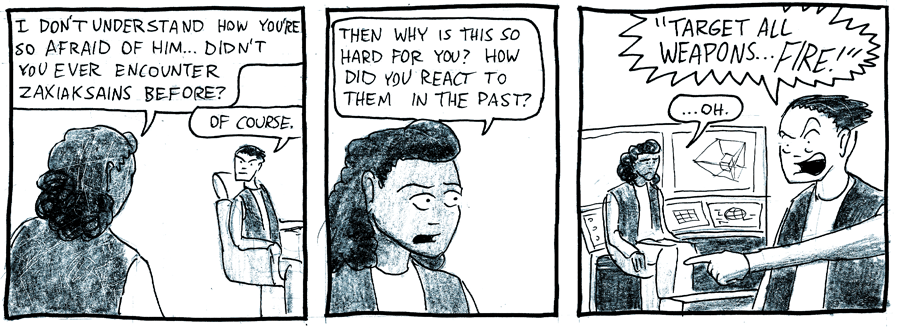 I DON'T UNDERSTAND HOW YOU'RE
SO AFRAID OF HIM... DIDN'T
YOU EVER ENCOUNTER
ZAXIAKSAINS BEFORE?
OF COURSE.
THEN WHY IS THIS SO
HARD FOR YOU? HOW
DID YOU REACT TO
THEM IN THE PAST?
"TARGET ALL
WEAPONS... FIRE!"
...OH.